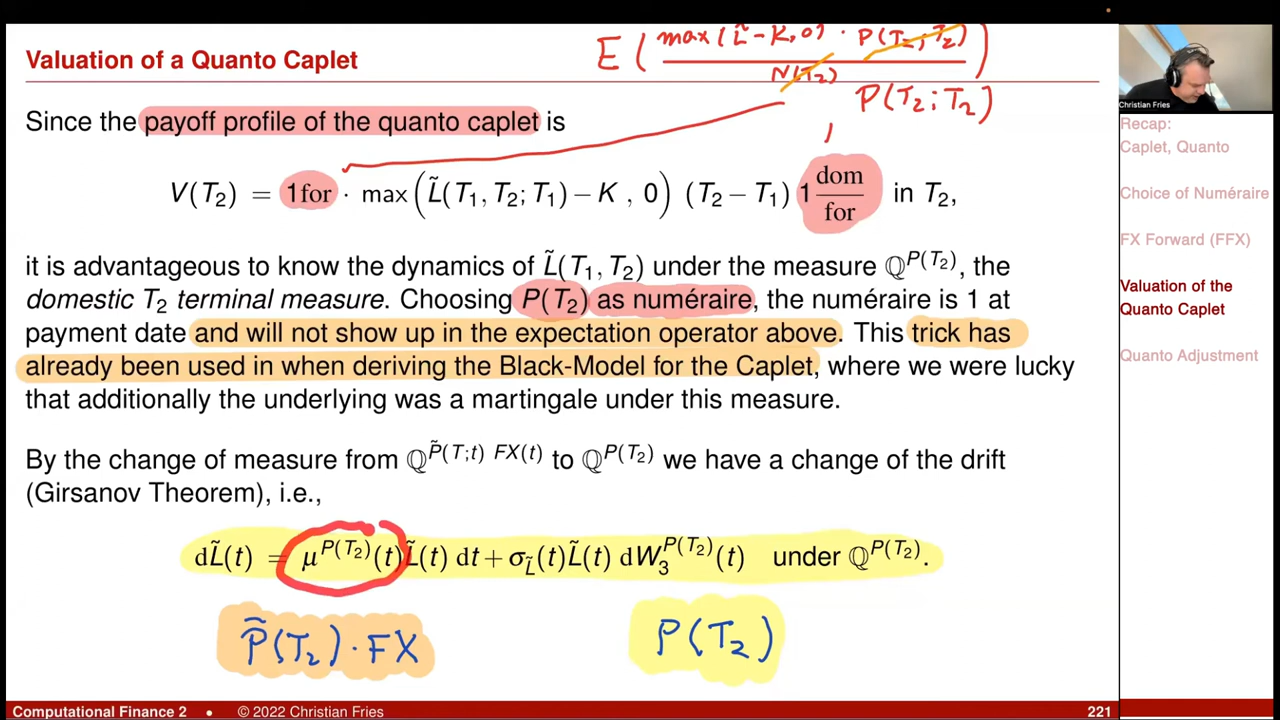 Valuation of a Quanto Caplet
E ( max(L̃ - K, 0) · P(T₂; T₂) / N(T₂) P(T₂; T₂) )
Since the payoff profile of the quanto caplet is
V(T₂) = 1for · max(L̃(T₁, T₂; T₁) − K , 0) (T₂ − T₁) 1 dom/for in T₂,
it is advantageous to know the dynamics of L̃(T₁, T₂) under the measure ℚ^P(T₂), the
domestic T₂ terminal measure. Choosing P(T₂) as numéraire, the numéraire is 1 at
payment date and will not show up in the expectation operator above. This trick has
already been used in when deriving the Black-Model for the Caplet, where we were lucky
that additionally the underlying was a martingale under this measure.
By the change of measure from ℚ^P̃(T;t) FX(t) to ℚ^P(T₂) we have a change of the drift
(Girsanov Theorem), i.e.,
dL̃(t) = μ^P(T₂)(t)L̃(t) dt + σ_L̃(t)L̃(t) dW₃^P(T₂)(t) under ℚ^P(T₂).
P̃(T₂) · FX
P(T₂)
Christian Fries
Recap:
Caplet, Quanto
Choice of Numéraire
FX Forward (FFX)
Valuation of the
Quanto Caplet
Quanto Adjustment
Computational Finance 2 • © 2022 Christian Fries
221